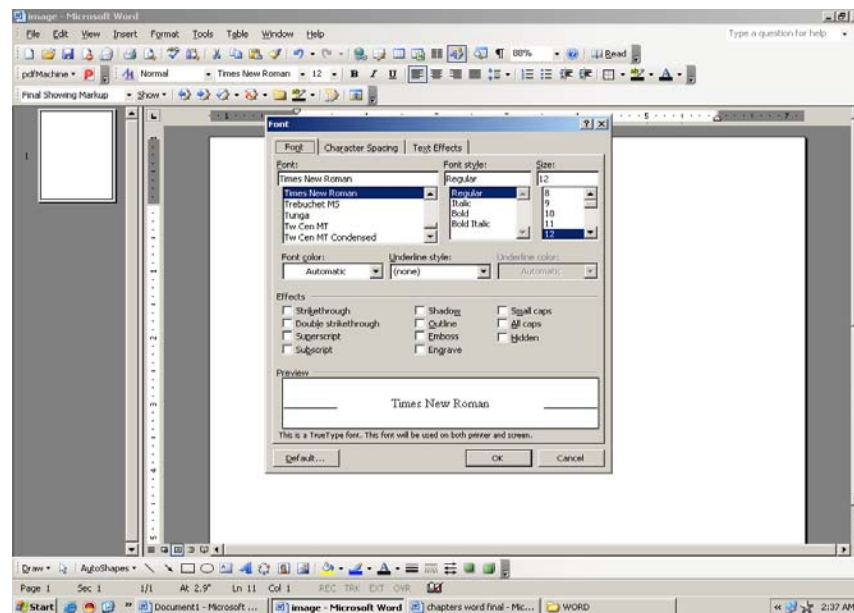 image - Microsoft Word
File Edit View Insert Format Tools Table Window Help
Type a question for help
88% Read
pdfMachine Normal Times New Roman 12 B I U
Final Showing Markup Show
1
Font
Font Character Spacing Text Effects
Font: Font style: Size:
Times New Roman Regular 12
Times New Roman Regular 8
Trebuchet MS Italic 9
Tunga Bold 10
Tw Cen MT Bold Italic 11
Tw Cen MT Condensed 12
Font color: Underline style: Underline color:
Automatic (none) Automatic
Effects
Strikethrough Shadow Small caps
Double strikethrough Outline All caps
Superscript Emboss Hidden
Subscript Engrave
Preview
Times New Roman
This is a TrueType font. This font will be used on both printer and screen.
Default... OK Cancel
Draw AutoShapes
Page 1 Sec 1 1/1 At 2.9" Ln 11 Col 1 REC TRK EXT OVR
Start Document1 - Microsoft ... image - Microsoft Word chapters word final - Mic... WORD 2:37 AM